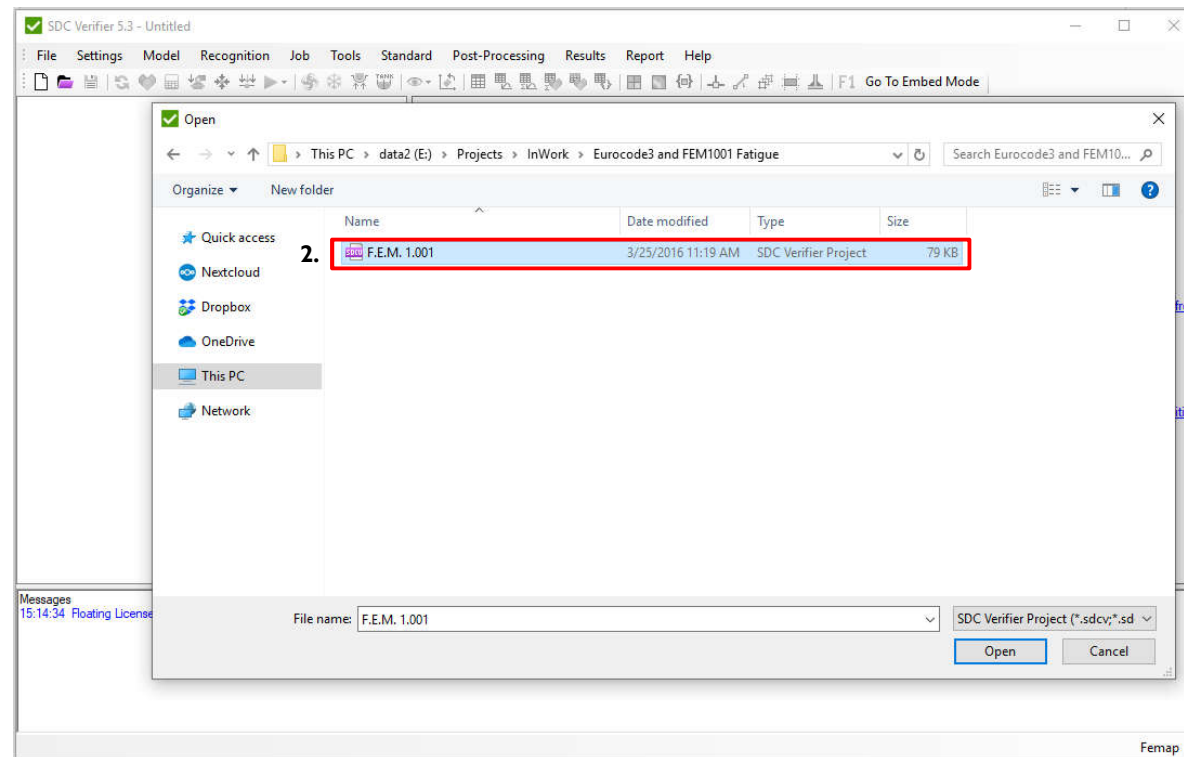 SDC Verifier 5.3 - Untitled
File Settings Model Recognition Job Tools Standard Post-Processing Results Report Help
F1 Go To Embed Mode
Open
This PC > data2 (E:) > Projects > InWork > Eurocode3 and FEM1001 Fatigue
Search Eurocode3 and FEM10...
Organize New folder
Name Date modified Type Size
Quick access
2.
F.E.M. 1.001 3/25/2016 11:19 AM SDC Verifier Project 79 KB
Nextcloud
Dropbox
OneDrive
This PC
Network
Messages
15:14:34 Floating License
File name: F.E.M. 1.001 SDC Verifier Project (*.sdcv;*.sd
Open Cancel
Femap